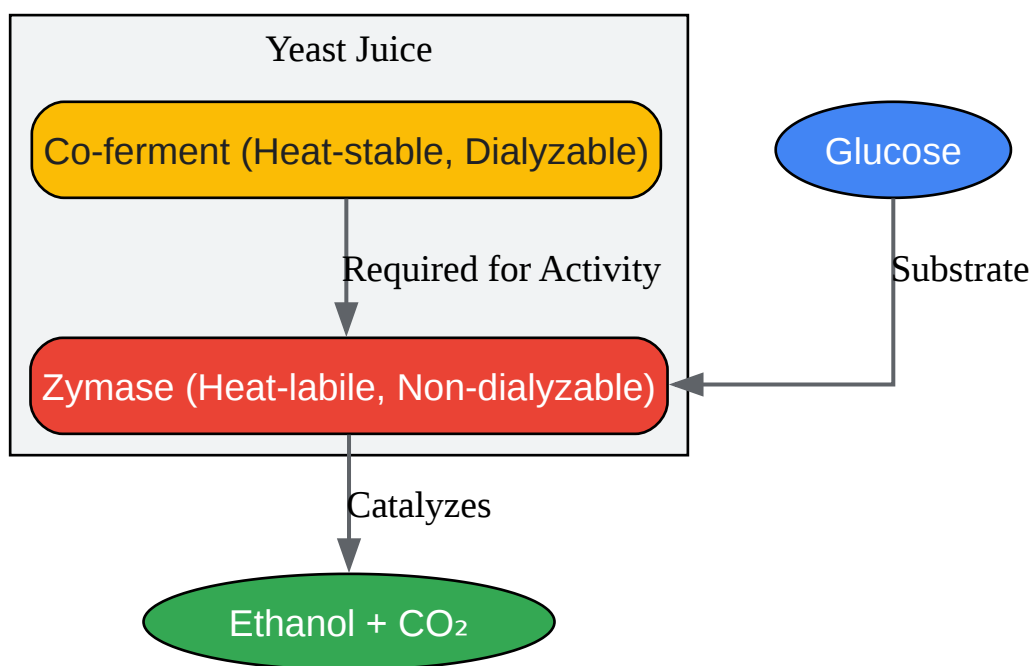 Yeast Juice
Co-ferment (Heat-stable, Dialyzable)
Glucose
Required for Activity
Substrate
Zymase (Heat-labile, Non-dialyzable)
Catalyzes
Ethanol + CO₂